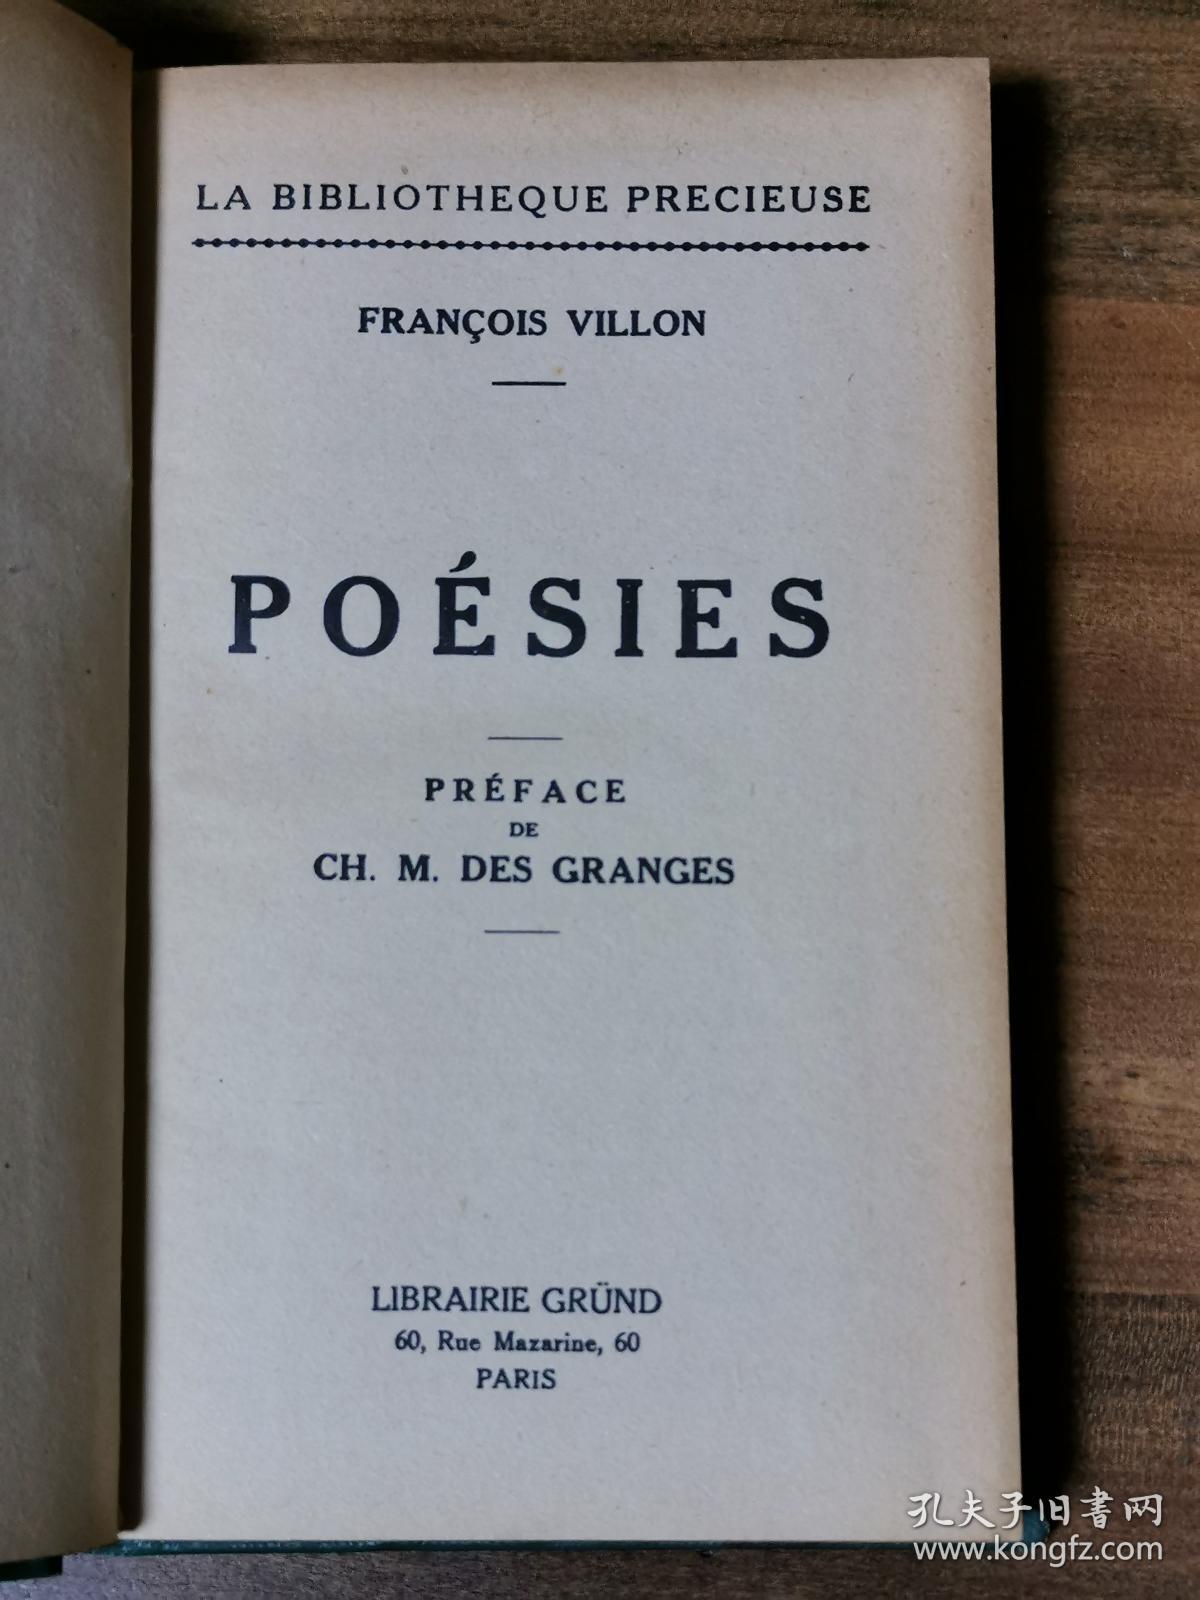 LA BIBLIOTHEQUE PRECIEUSE
FRANÇOIS VILLON
POÉSIES
PRÉFACE
DE
CH. M. DES GRANGES
LIBRAIRIE GRÜND
60, Rue Mazarine, 60
PARIS
孔夫子旧书网
www.kongfz.com